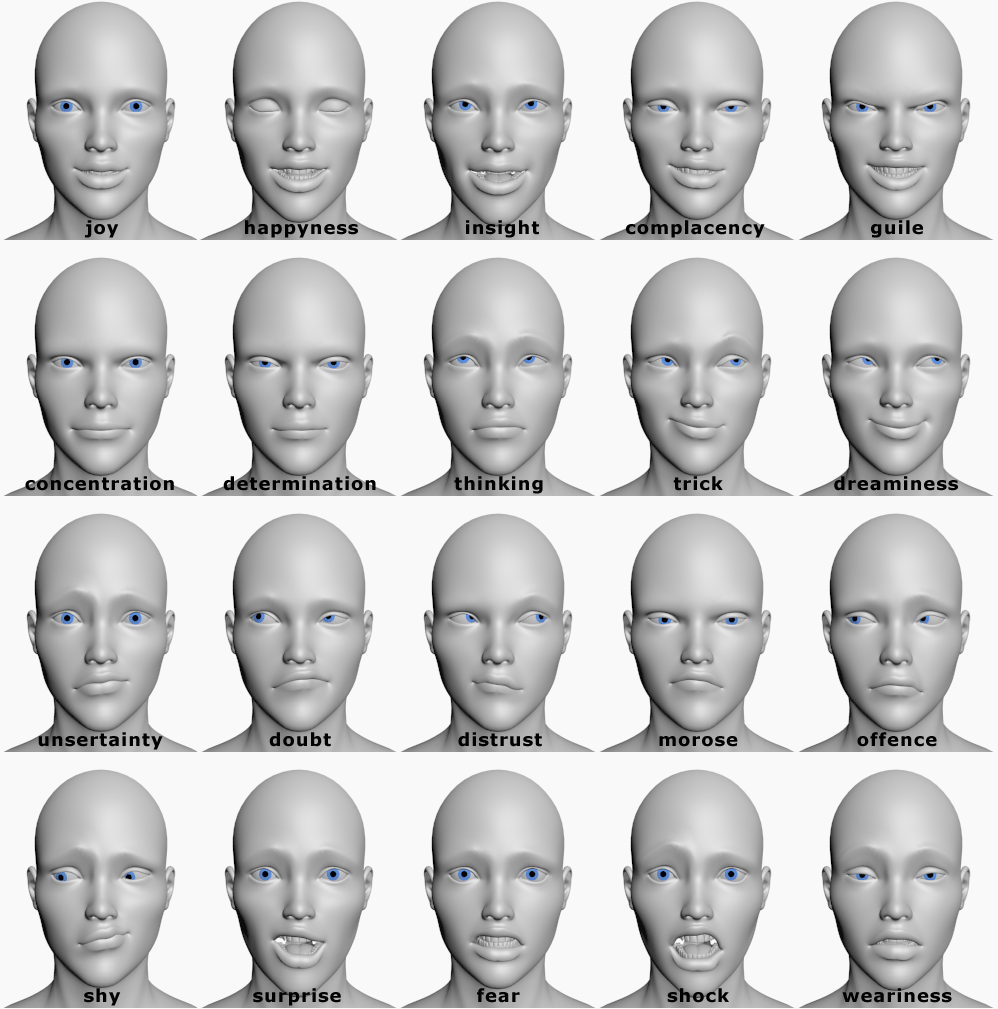 joy happyness insight complacency guile
concentration determination thinking trick dreaminess
unsertainty doubt distrust morose offence
shy surprise fear shock weariness